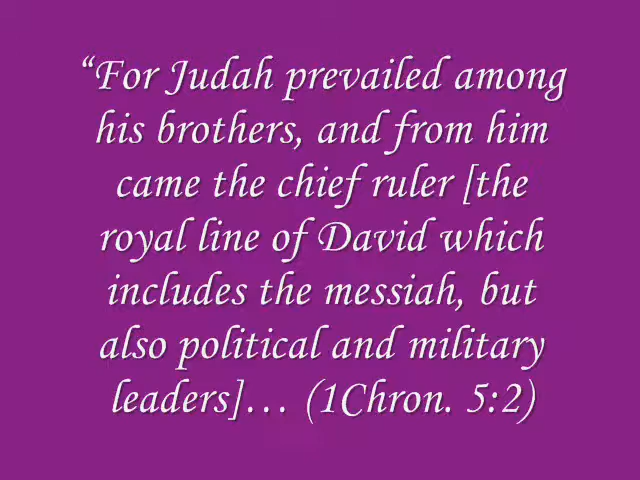 “For Judah prevailed among
his brothers, and from him
came the chief ruler [the
royal line of David which
includes the messiah, but
also political and military
leaders]… (1Chron. 5:2)